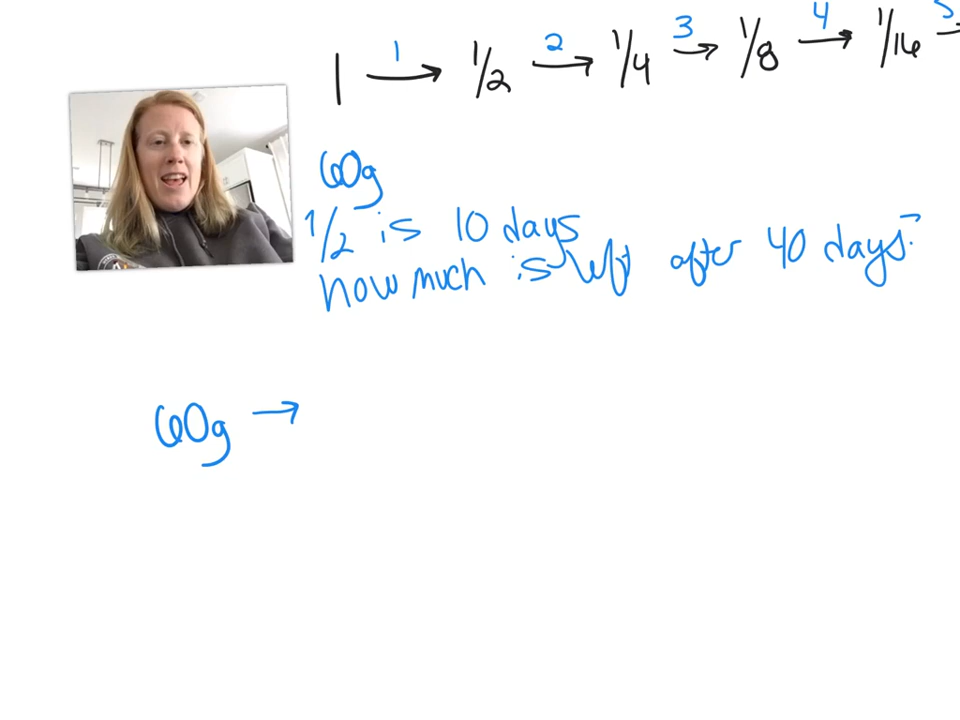 1 → 1/2 → 1/4 → 1/8 → 1/16 →
1 2 3 4 5
60g
1/2 is 10 days
how much is left after 40 days?
60g →